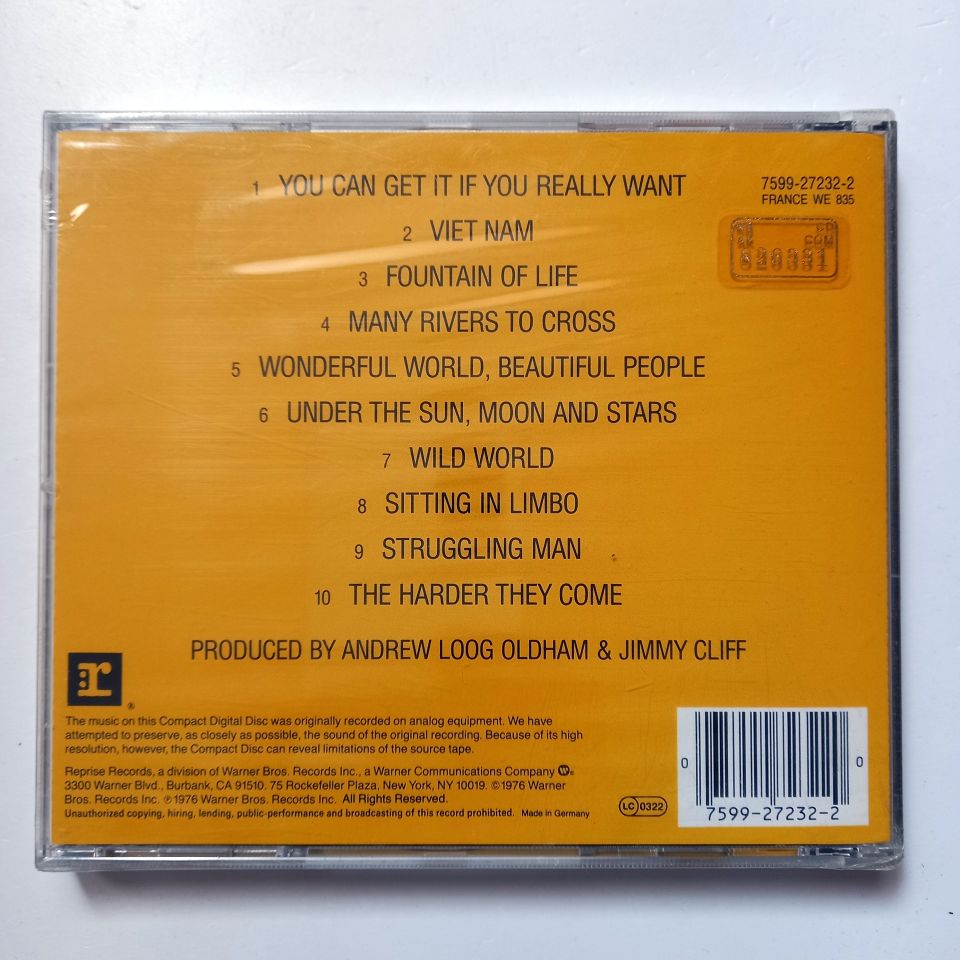 1 YOU CAN GET IT IF YOU REALLY WANT
7599-27232-2
FRANCE WE 835
2 VIET NAM
3 FOUNTAIN OF LIFE
4 MANY RIVERS TO CROSS
5 WONDERFUL WORLD, BEAUTIFUL PEOPLE
6 UNDER THE SUN, MOON AND STARS
7 WILD WORLD
8 SITTING IN LIMBO
9 STRUGGLING MAN
10 THE HARDER THEY COME
PRODUCED BY ANDREW LOOG OLDHAM & JIMMY CLIFF
:r ®
The music on this Compact Digital Disc was originally recorded on analog equipment. We have
attempted to preserve, as closely as possible, the sound of the original recording. Because of its high
resolution, however, the Compact Disc can reveal limitations of the source tape.
Reprise Records, a division of Warner Bros. Records Inc., a Warner Communications Company
3300 Warner Blvd., Burbank, CA 91510. 75 Rockefeller Plaza, New York, NY 10019. ©1976 Warner
Bros. Records Inc. ℗1976 Warner Bros. Records Inc. All Rights Reserved.
Unauthorized copying, hiring, lending, public-performance and broadcasting of this record prohibited. Made in Germany
LC 0322
0 0
7599-27232-2